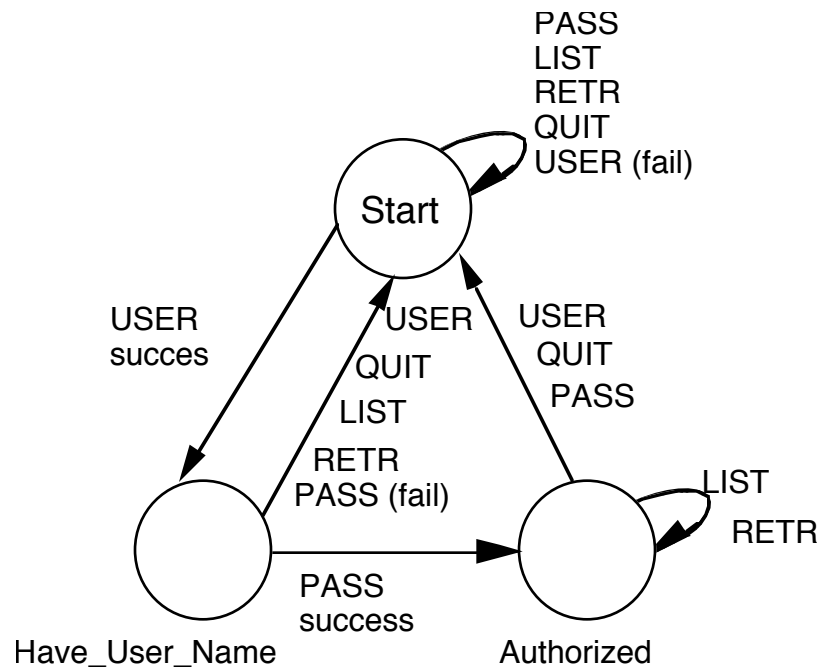 PASS
LIST
RETR
QUIT
USER (fail)
Start
USER
succes
USER
QUIT
LIST
RETR
PASS (fail)
USER
QUIT
PASS
LIST
RETR
PASS
success
Have_User_Name
Authorized